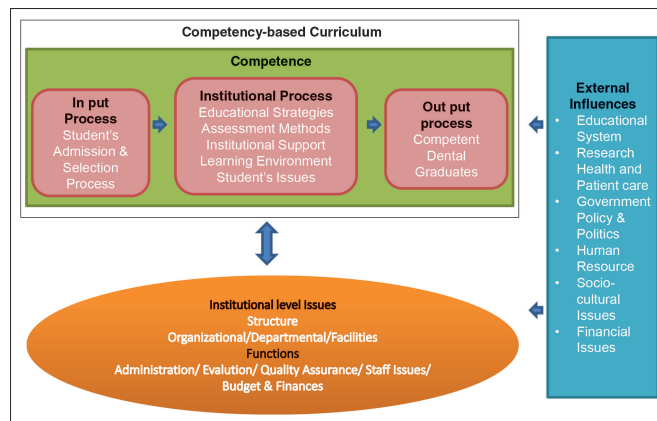 Competency-based Curriculum
Competence
In put
Process
Student's
Admission &
Selection
Process
Institutional Process
Educational Strategies
Assessment Methods
Institutional Support
Learning Environment
Student's Issues
Out put
process
Competent
Dental
Graduates
External
Influences
• Educational
System
• Research
Health and
Patient care
• Government
Policy &
Politics
• Human
Resource
• Socio-
cultural
Issues
• Financial
Issues
Institutional level Issues
Structure
Organizational/Departmental/Facilities
Functions
Administration/ Evalution/ Quality Assurance/ Staff Issues/
Budget & Finances